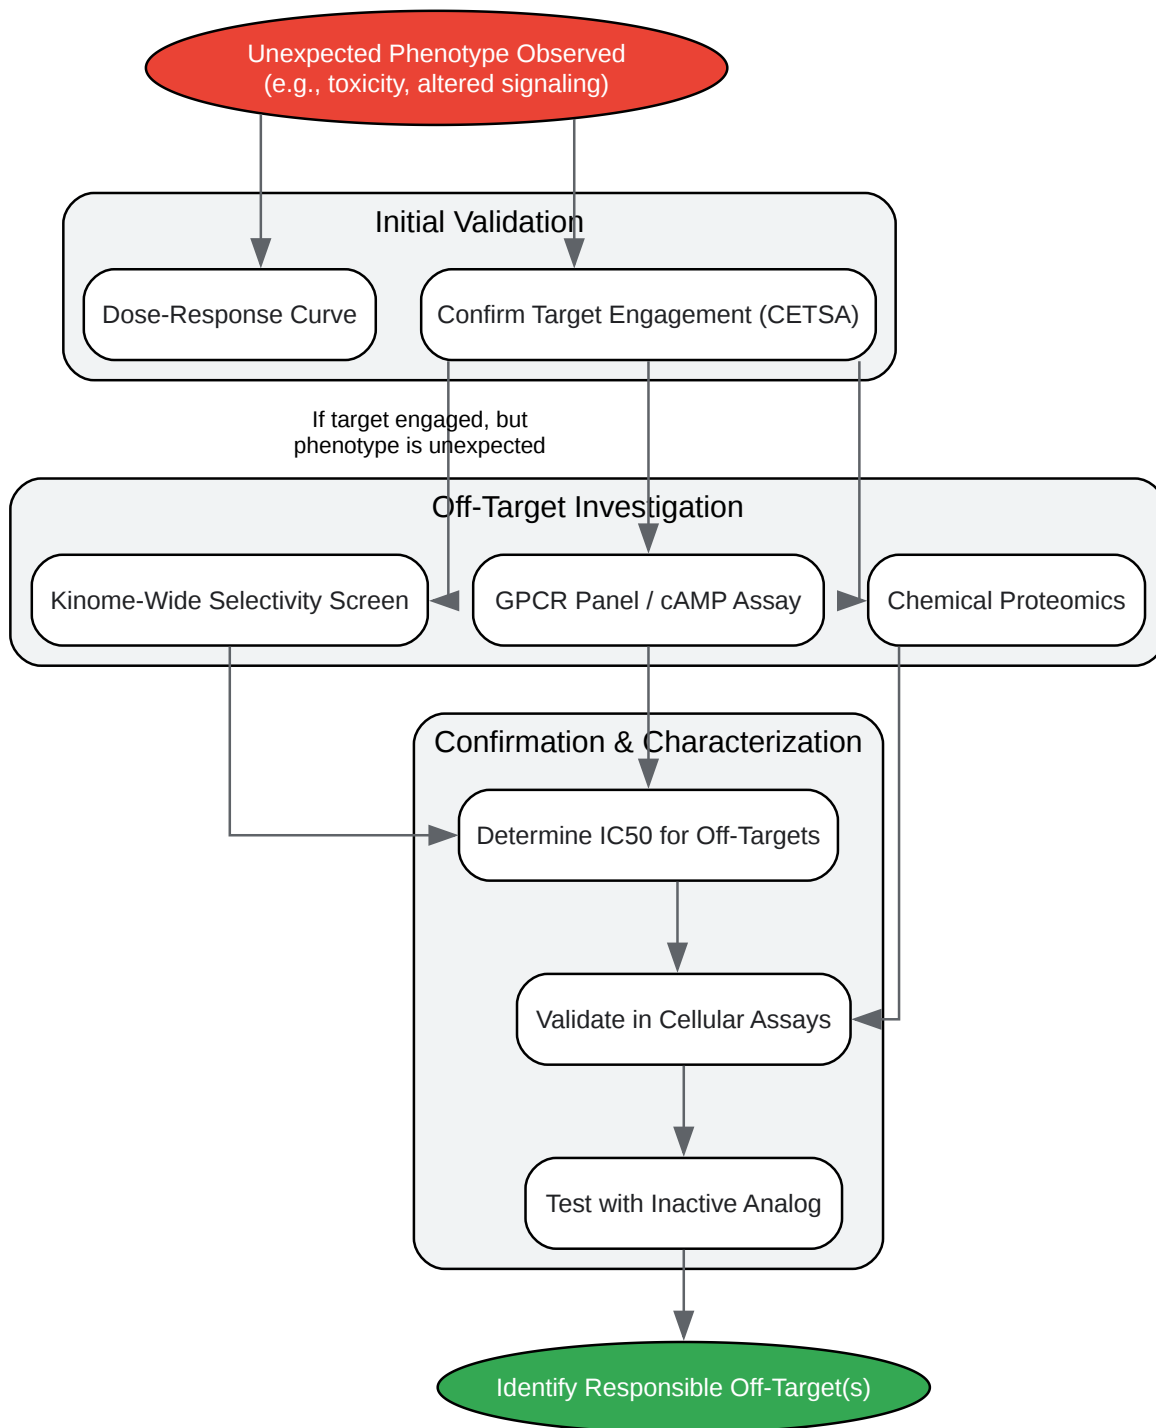 Unexpected Phenotype Observed
(e.g., toxicity, altered signaling)
Initial Validation
Dose-Response Curve
Confirm Target Engagement (CETSA)
If target engaged, but
phenotype is unexpected
Off-Target Investigation
Kinome-Wide Selectivity Screen
GPCR Panel / cAMP Assay
Chemical Proteomics
Confirmation & Characterization
Determine IC50 for Off-Targets
Validate in Cellular Assays
Test with Inactive Analog
Identify Responsible Off-Target(s)